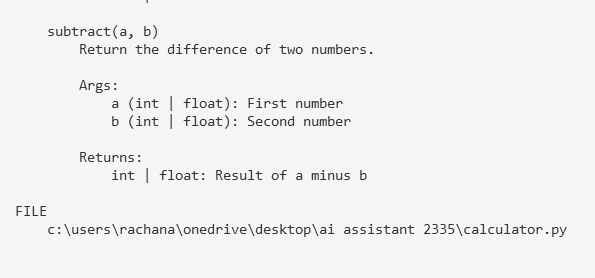 subtract(a, b)
Return the difference of two numbers.
Args:
a (int | float): First number
b (int | float): Second number
Returns:
int | float: Result of a minus b
FILE
c:\users\rachana\onedrive\desktop\ai assistant 2335\calculator.py